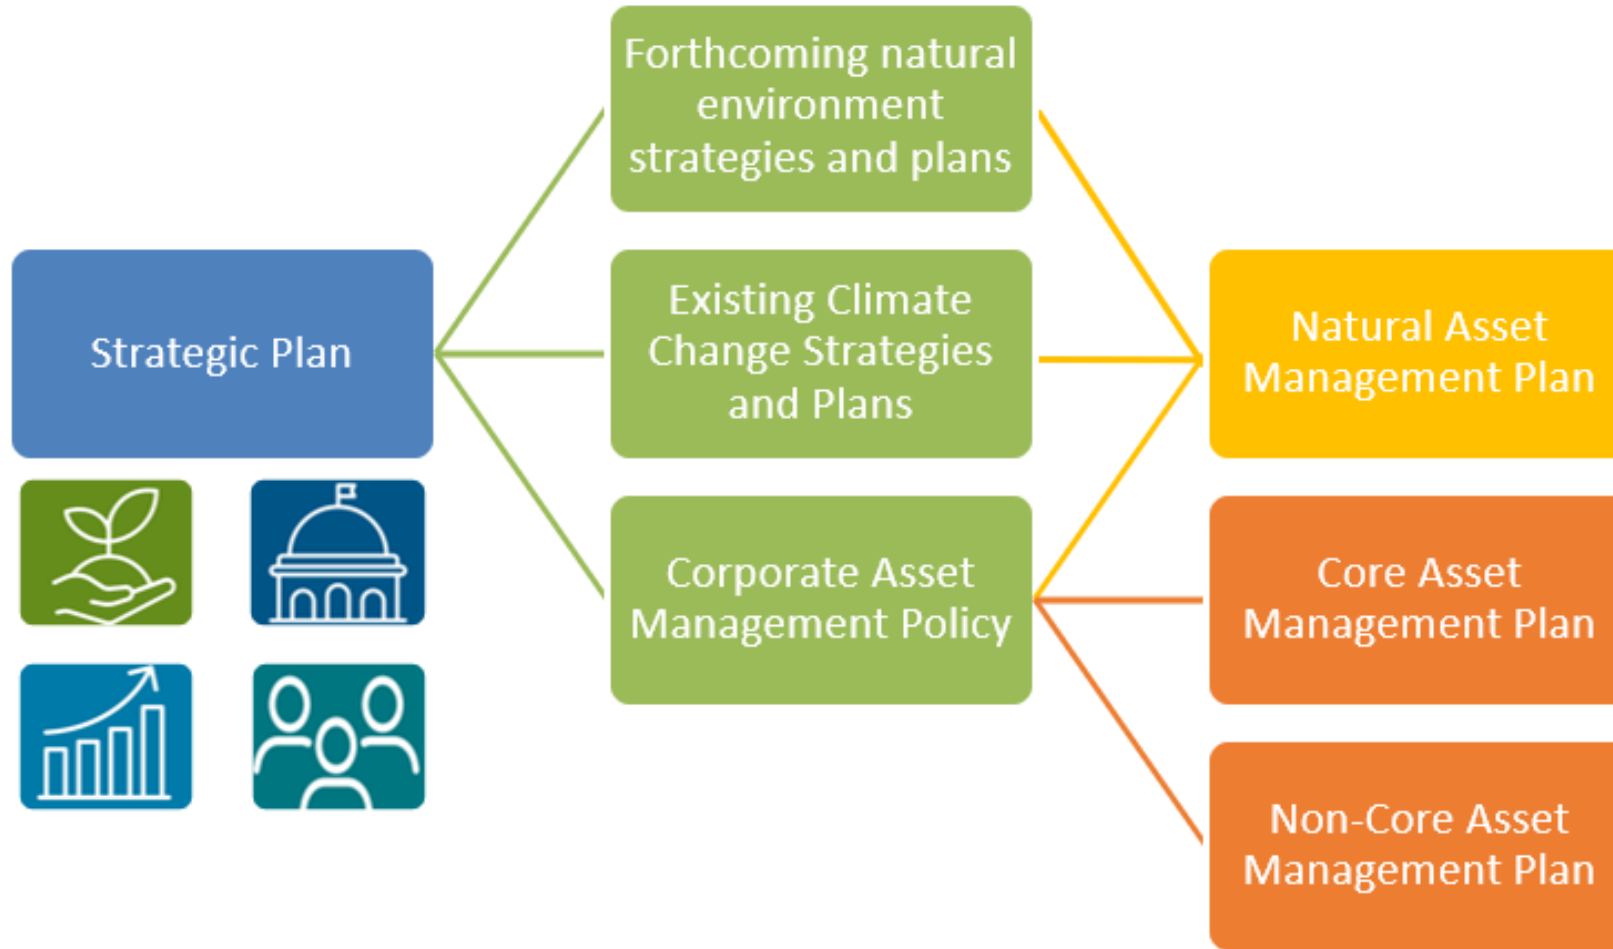 Strategic Plan
Forthcoming natural
environment
strategies and plans
Existing Climate
Change Strategies
and Plans
Corporate Asset
Management Policy
Natural Asset
Management Plan
Core Asset
Management Plan
Non-Core Asset
Management Plan